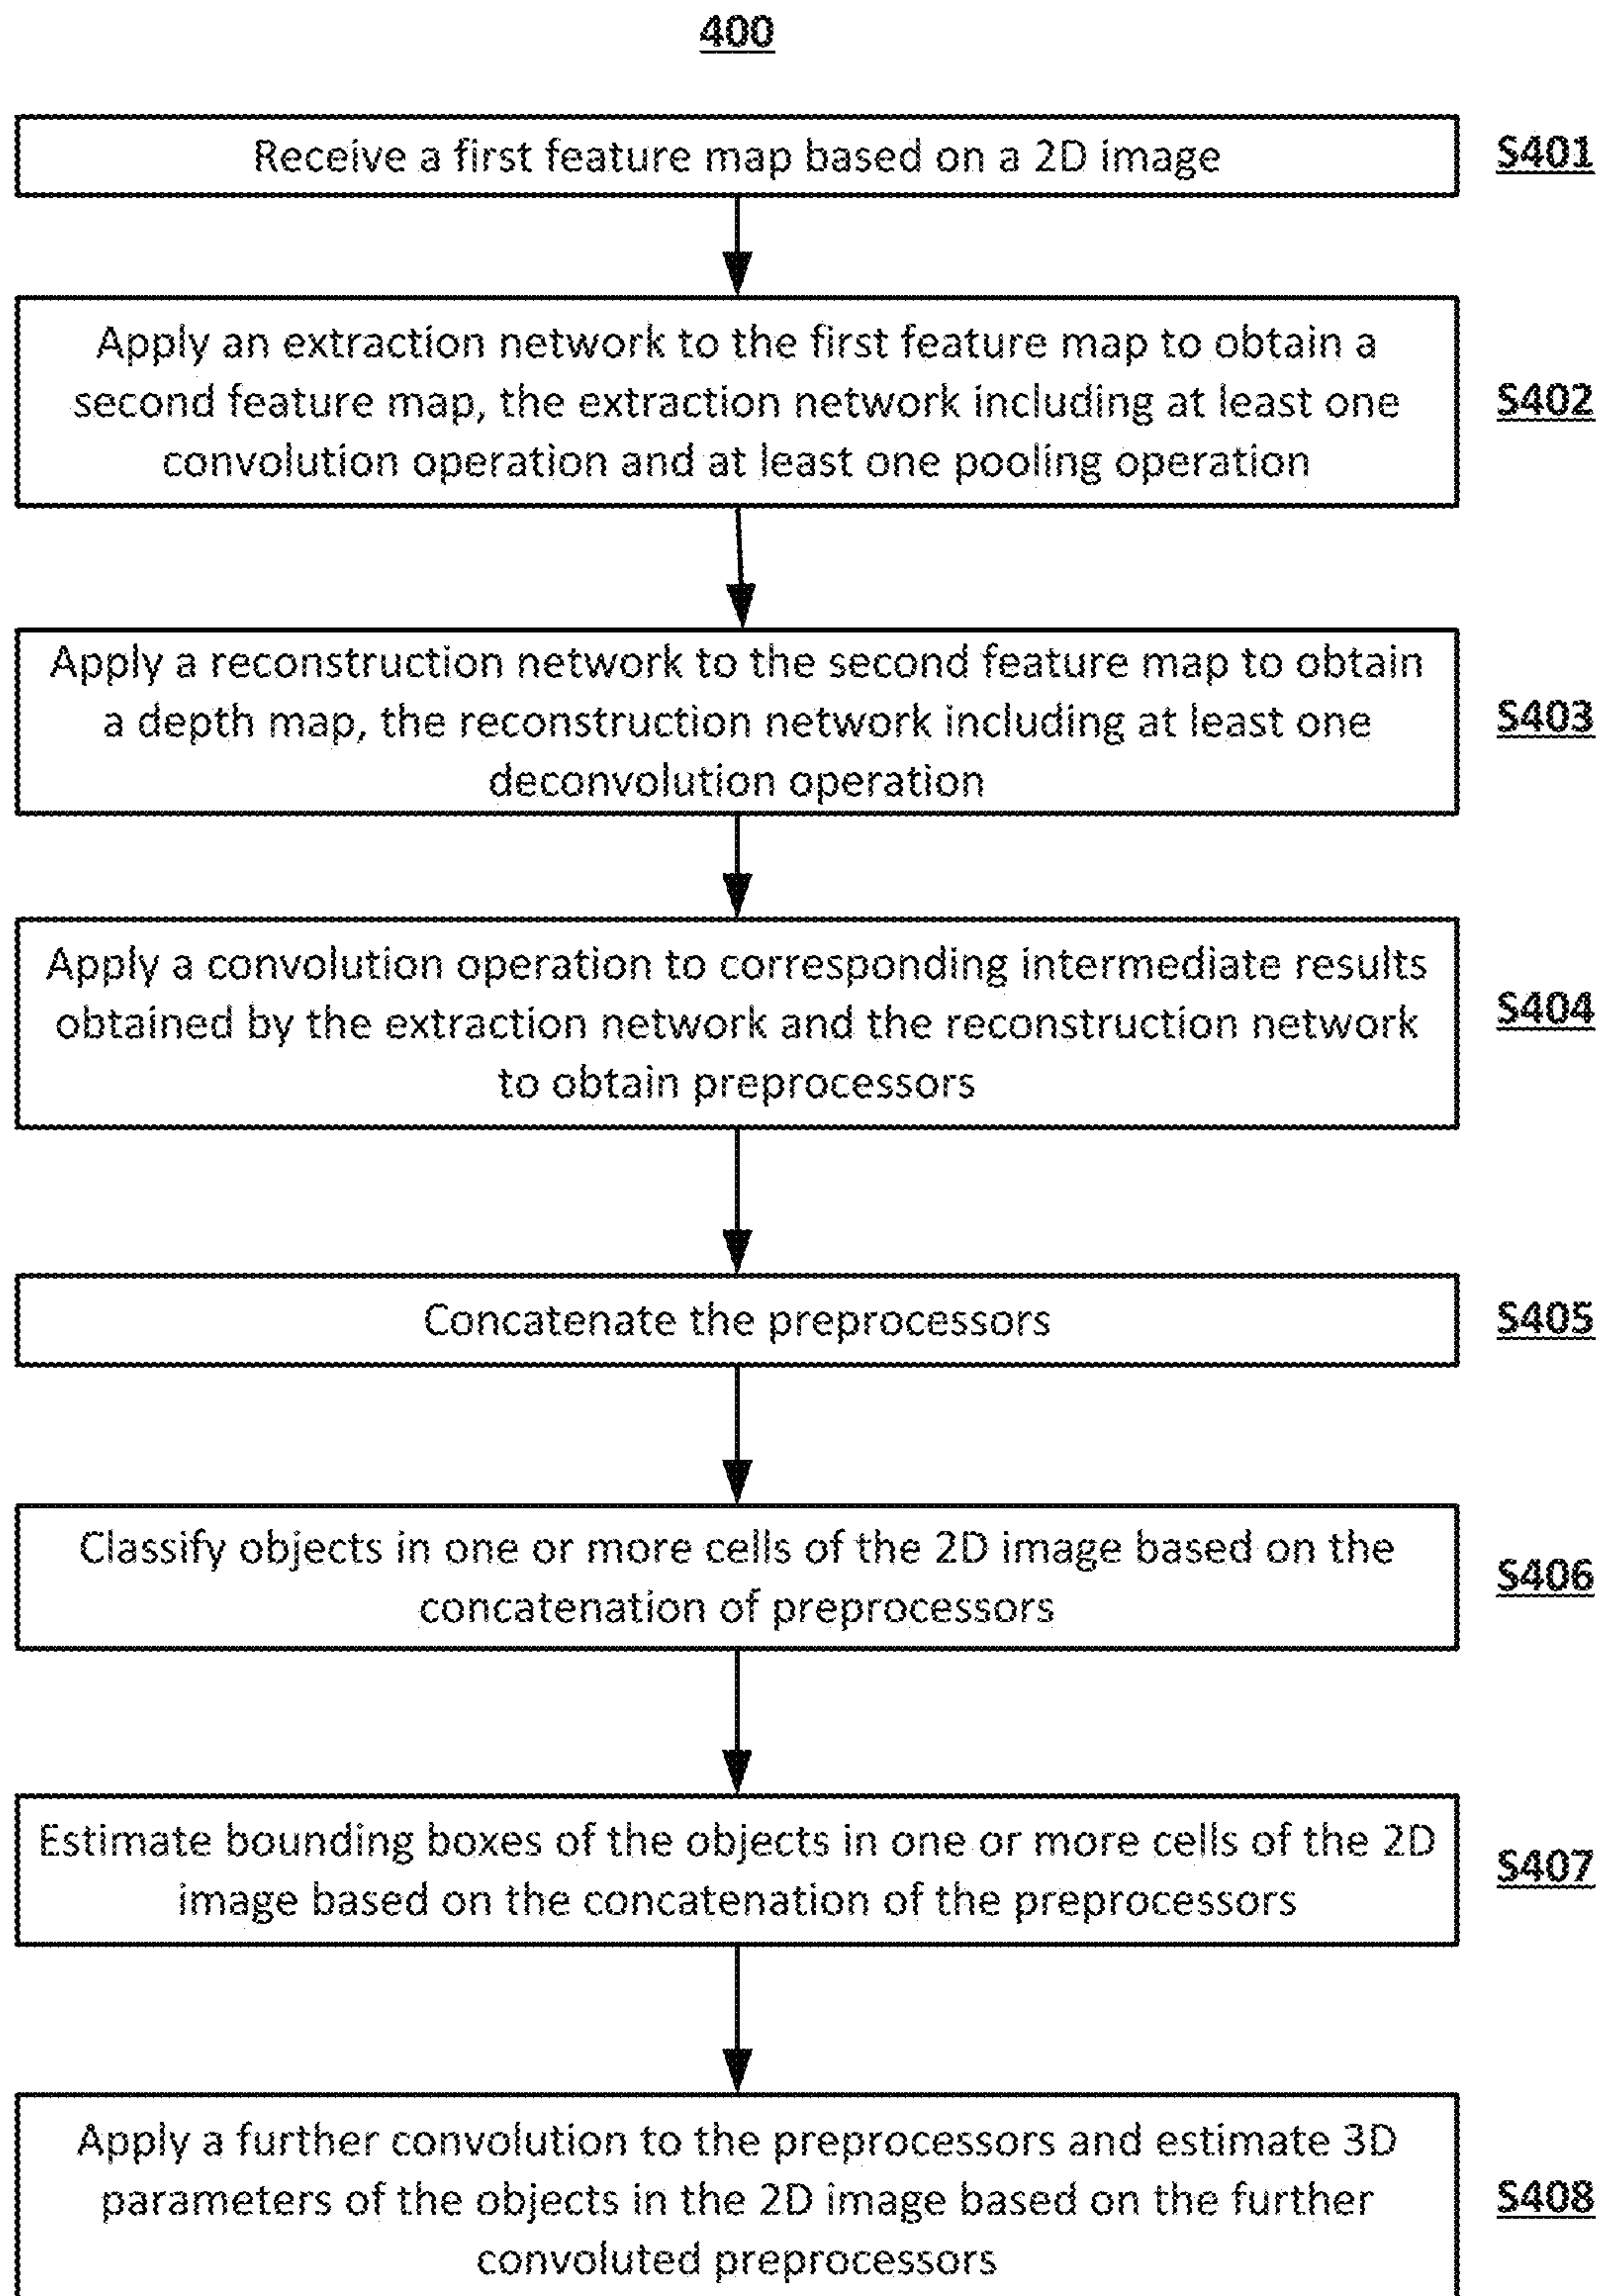 400
Receive a first feature map based on a 2D image
S401
Apply an extraction network to the first feature map to obtain a
second feature map, the extraction network including at least one
convolution operation and at least one pooling operation
S402
Apply a reconstruction network to the second feature map to obtain
a depth map, the reconstruction network including at least one
deconvolution operation
S403
Apply a convolution operation to corresponding intermediate results
obtained by the extraction network and the reconstruction network
to obtain preprocessors
S404
Concatenate the preprocessors
S405
Classify objects in one or more cells of the 2D image based on the
concatenation of preprocessors
S406
Estimate bounding boxes of the objects in one or more cells of the 2D
image based on the concatenation of the preprocessors
S407
Apply a further convolution to the preprocessors and estimate 3D
parameters of the objects in the 2D image based on the further
convoluted preprocessors
S408